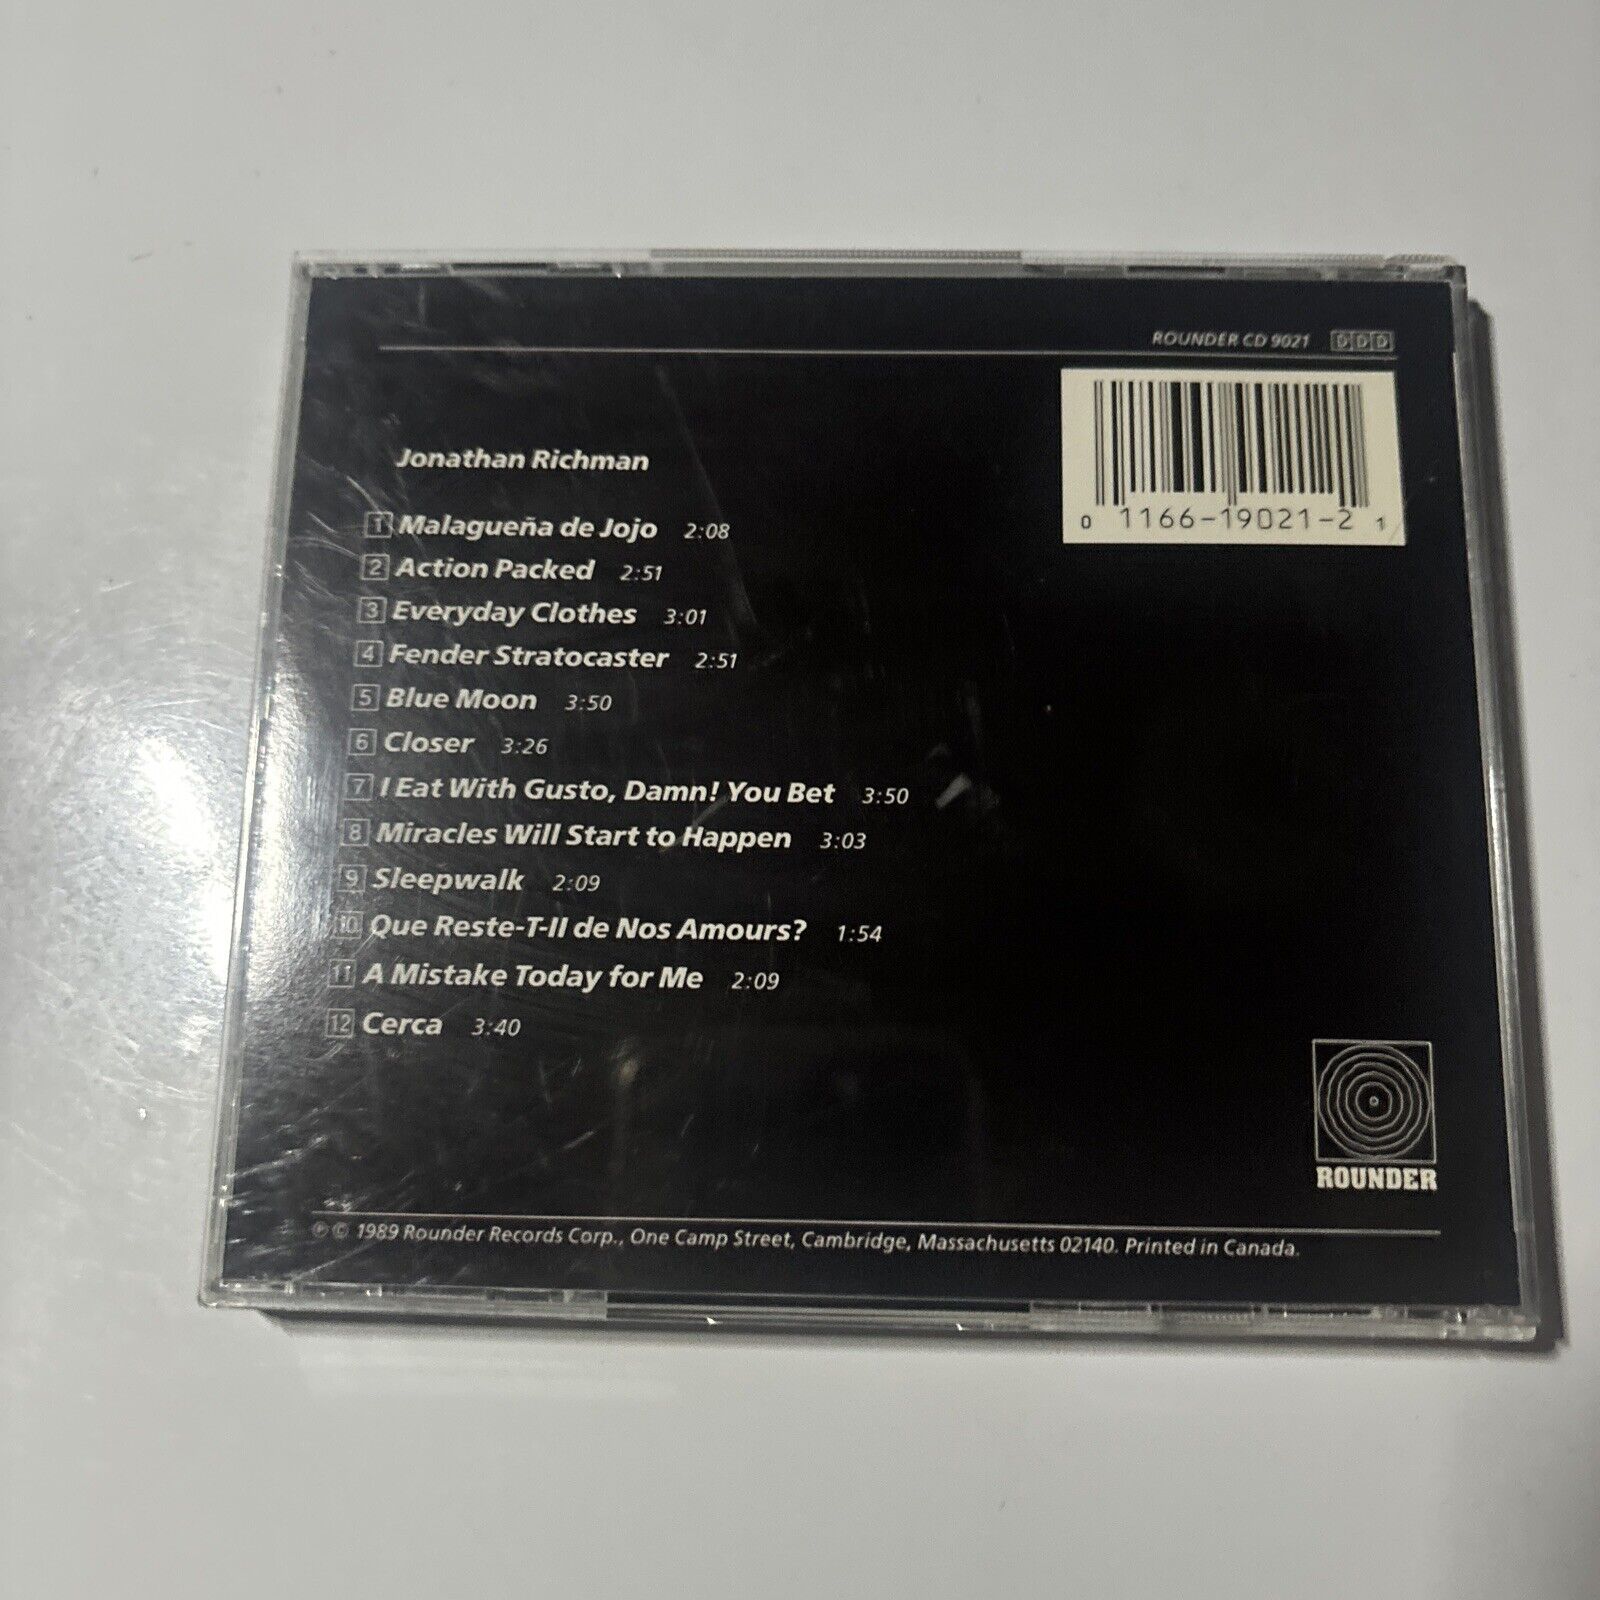 ROUNDER CD 9021 DDD
0 1166-19021-2 1
Jonathan Richman
1 Malagueña de Jojo 2:08
2 Action Packed 2:51
3 Everyday Clothes 3:01
4 Fender Stratocaster 2:51
5 Blue Moon 3:50
6 Closer 3:26
7 I Eat With Gusto, Damn! You Bet 3:50
8 Miracles Will Start to Happen 3:03
9 Sleepwalk 2:09
10 Que Reste-T-Il de Nos Amours? 1:54
11 A Mistake Today for Me 2:09
12 Cerca 3:40
ROUNDER
℗ © 1989 Rounder Records Corp., One Camp Street, Cambridge, Massachusetts 02140. Printed in Canada.